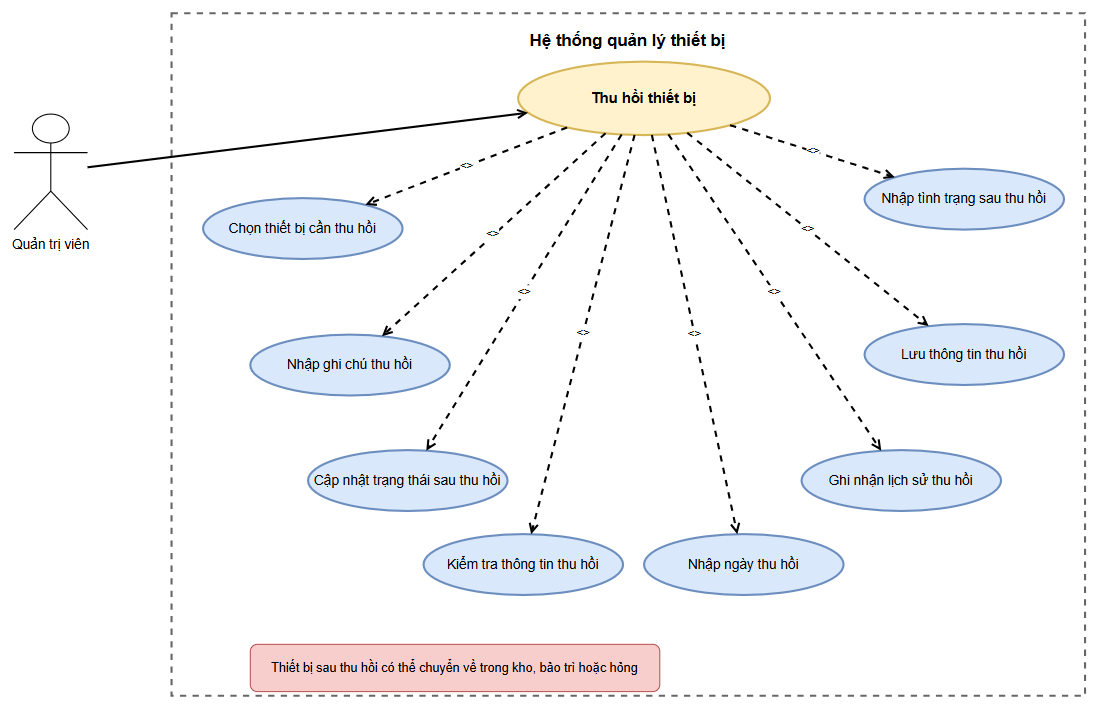 Hệ thống quản lý thiết bị
Thu hồi thiết bị
<>
<>
Nhập tình trạng sau thu hồi
Chọn thiết bị cần thu hồi
<>
<>
Quản trị viên
<>
<>
<>
<>
Lưu thông tin thu hồi
Nhập ghi chú thu hồi
Cập nhật trạng thái sau thu hồi
Ghi nhận lịch sử thu hồi
Kiểm tra thông tin thu hồi
Nhập ngày thu hồi
Thiết bị sau thu hồi có thể chuyển về trong kho, bảo trì hoặc hỏng